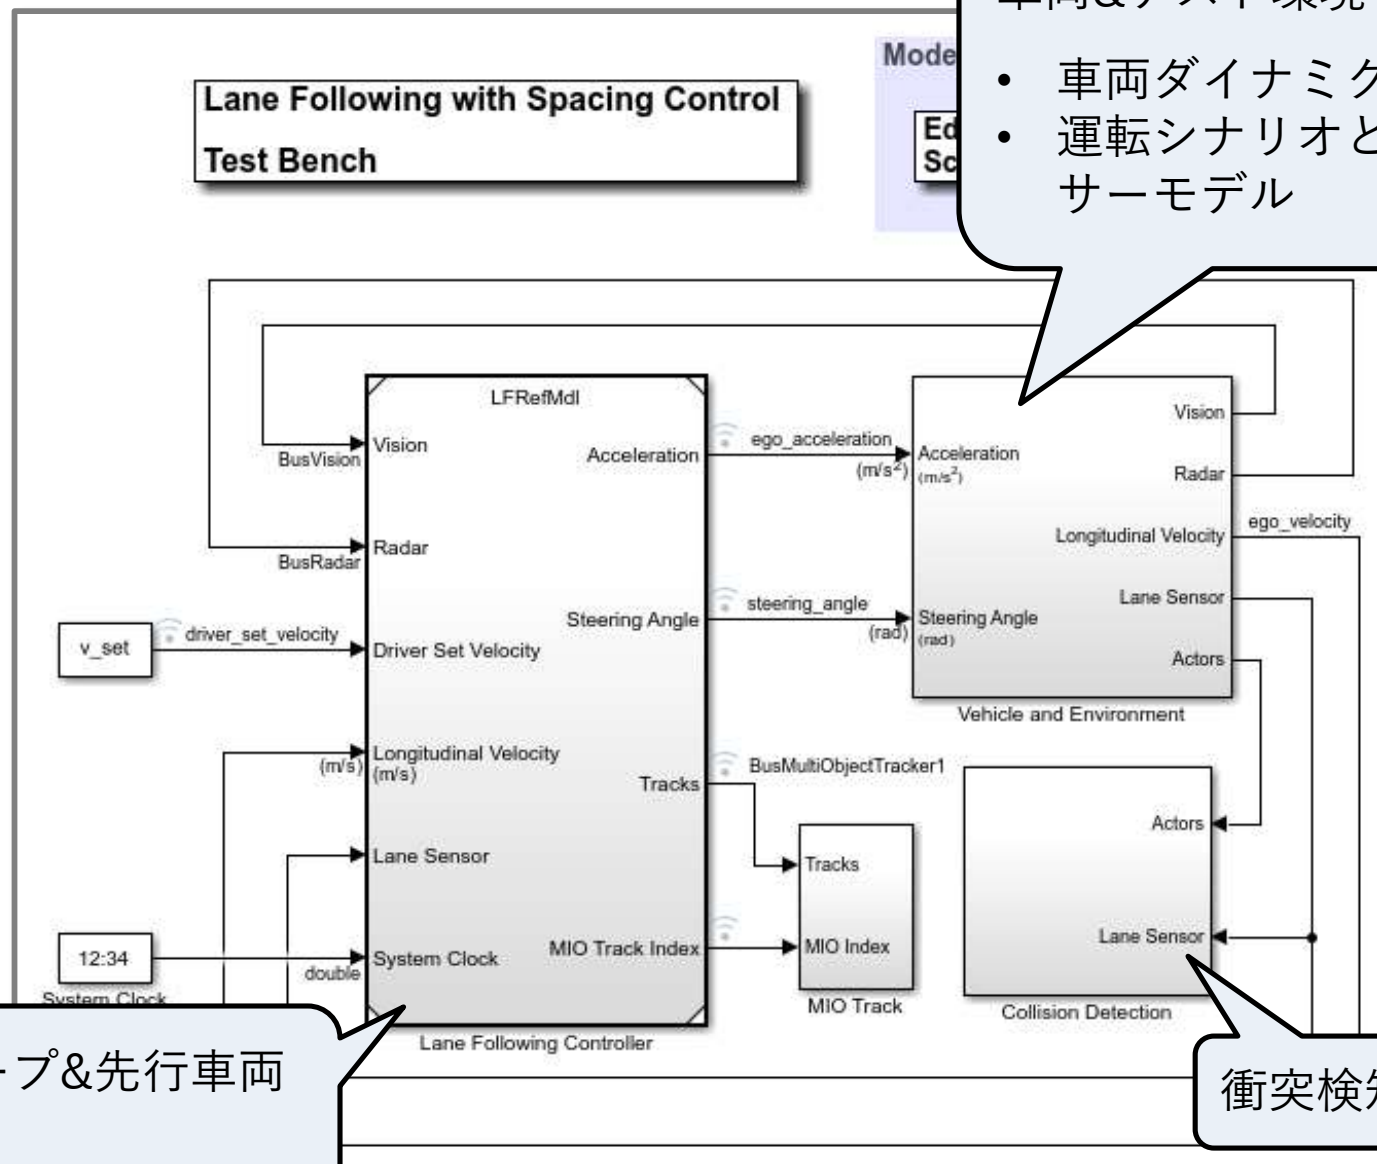 車両&テスト環境
Mode
• 車両ダイナミク
Lane Following with Spacing Control
Test Bench
Ed
Sc
• 運転シナリオと
サーモデル
LFRefMdl
Vision
BusVision
Radar
BusRadar
v_set
driver_set_velocity
Driver Set Velocity
Longitudinal Velocity
(m/s)
(m/s)
Lane Sensor
12:34
System Clock
double
System Clock
Acceleration
Steering Angle
Tracks
MIO Track Index
Lane Following Controller
ego_acceleration
(m/s²)
steering_angle
(rad)
BusMultiObjectTracker1
Acceleration
(m/s²)
Steering Angle
(rad)
Vision
Radar
Longitudinal Velocity
Lane Sensor
Actors
Vehicle and Environment
ego_velocity
Tracks
MIO Index
MIO Track
Actors
Lane Sensor
Collision Detection
ープ&先行車両
衝突検知